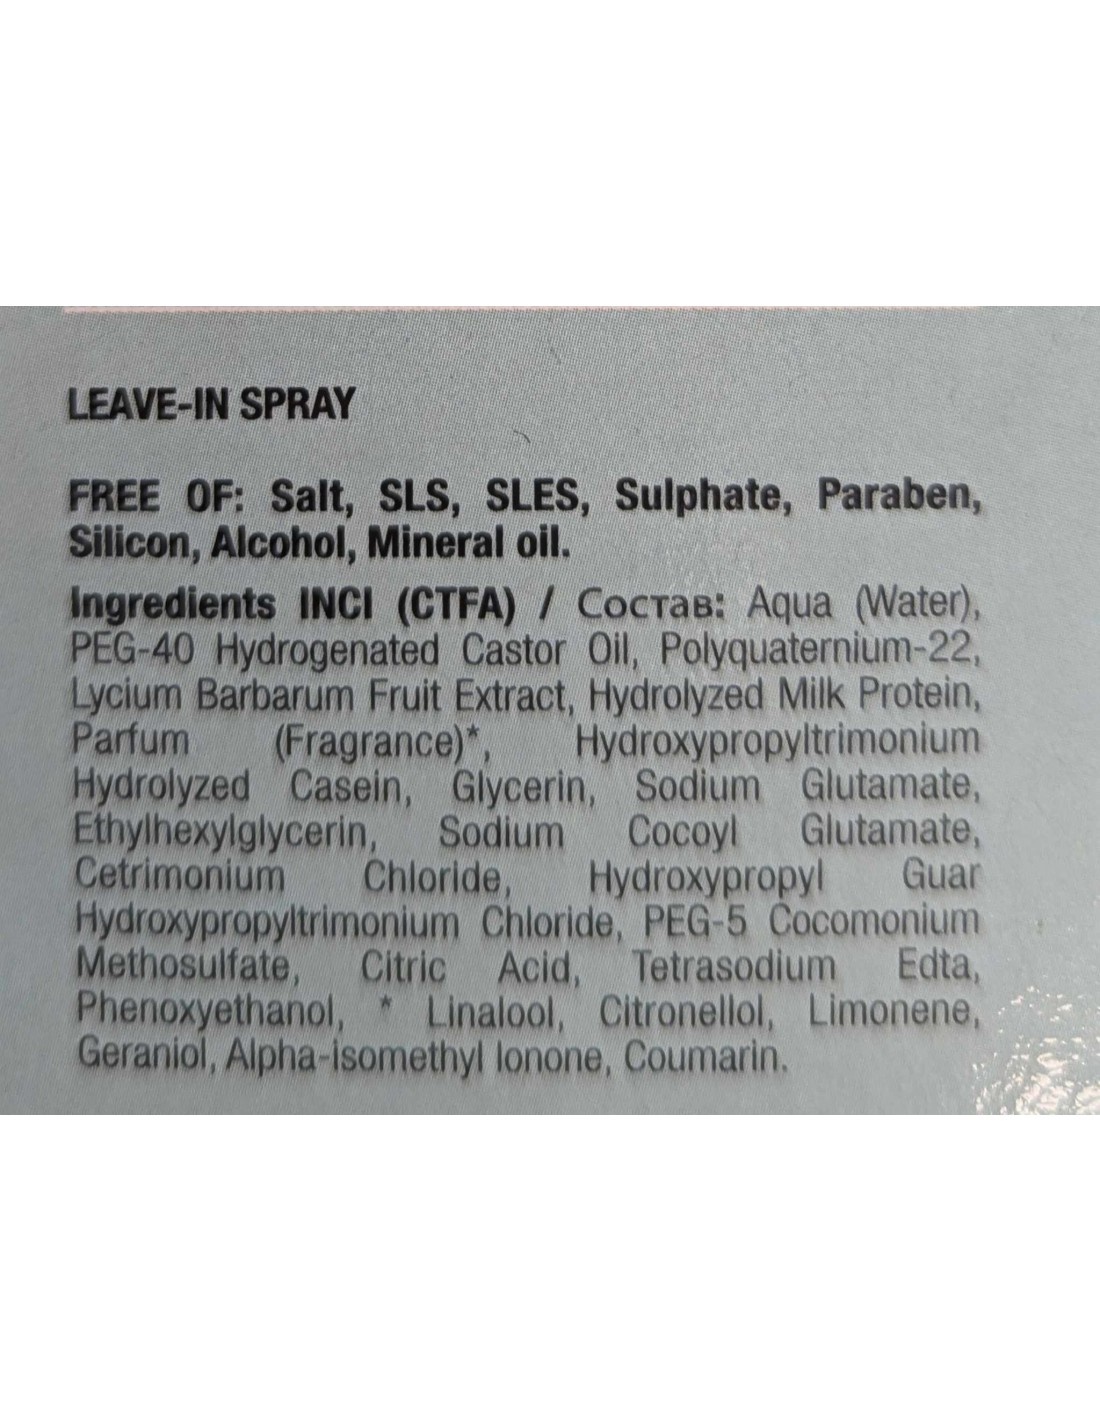 LEAVE-IN SPRAY
FREE OF: Salt, SLS, SLES, Sulphate, Paraben,
Silicon, Alcohol, Mineral oil.
Ingredients INCI (CTFA) / Состав: Aqua (Water),
PEG-40 Hydrogenated Castor Oil, Polyquaternium-22,
Lycium Barbarum Fruit Extract, Hydrolyzed Milk Protein,
Parfum (Fragrance)*, Hydroxypropyltrimonium
Hydrolyzed Casein, Glycerin, Sodium Glutamate,
Ethylhexylglycerin, Sodium Cocoyl Glutamate,
Cetrimonium Chloride, Hydroxypropyl Guar
Hydroxypropyltrimonium Chloride, PEG-5 Cocomonium
Methosulfate, Citric Acid, Tetrasodium Edta,
Phenoxyethanol, * Linalool, Citronellol, Limonene,
Geraniol, Alpha-isomethyl Ionone, Coumarin.